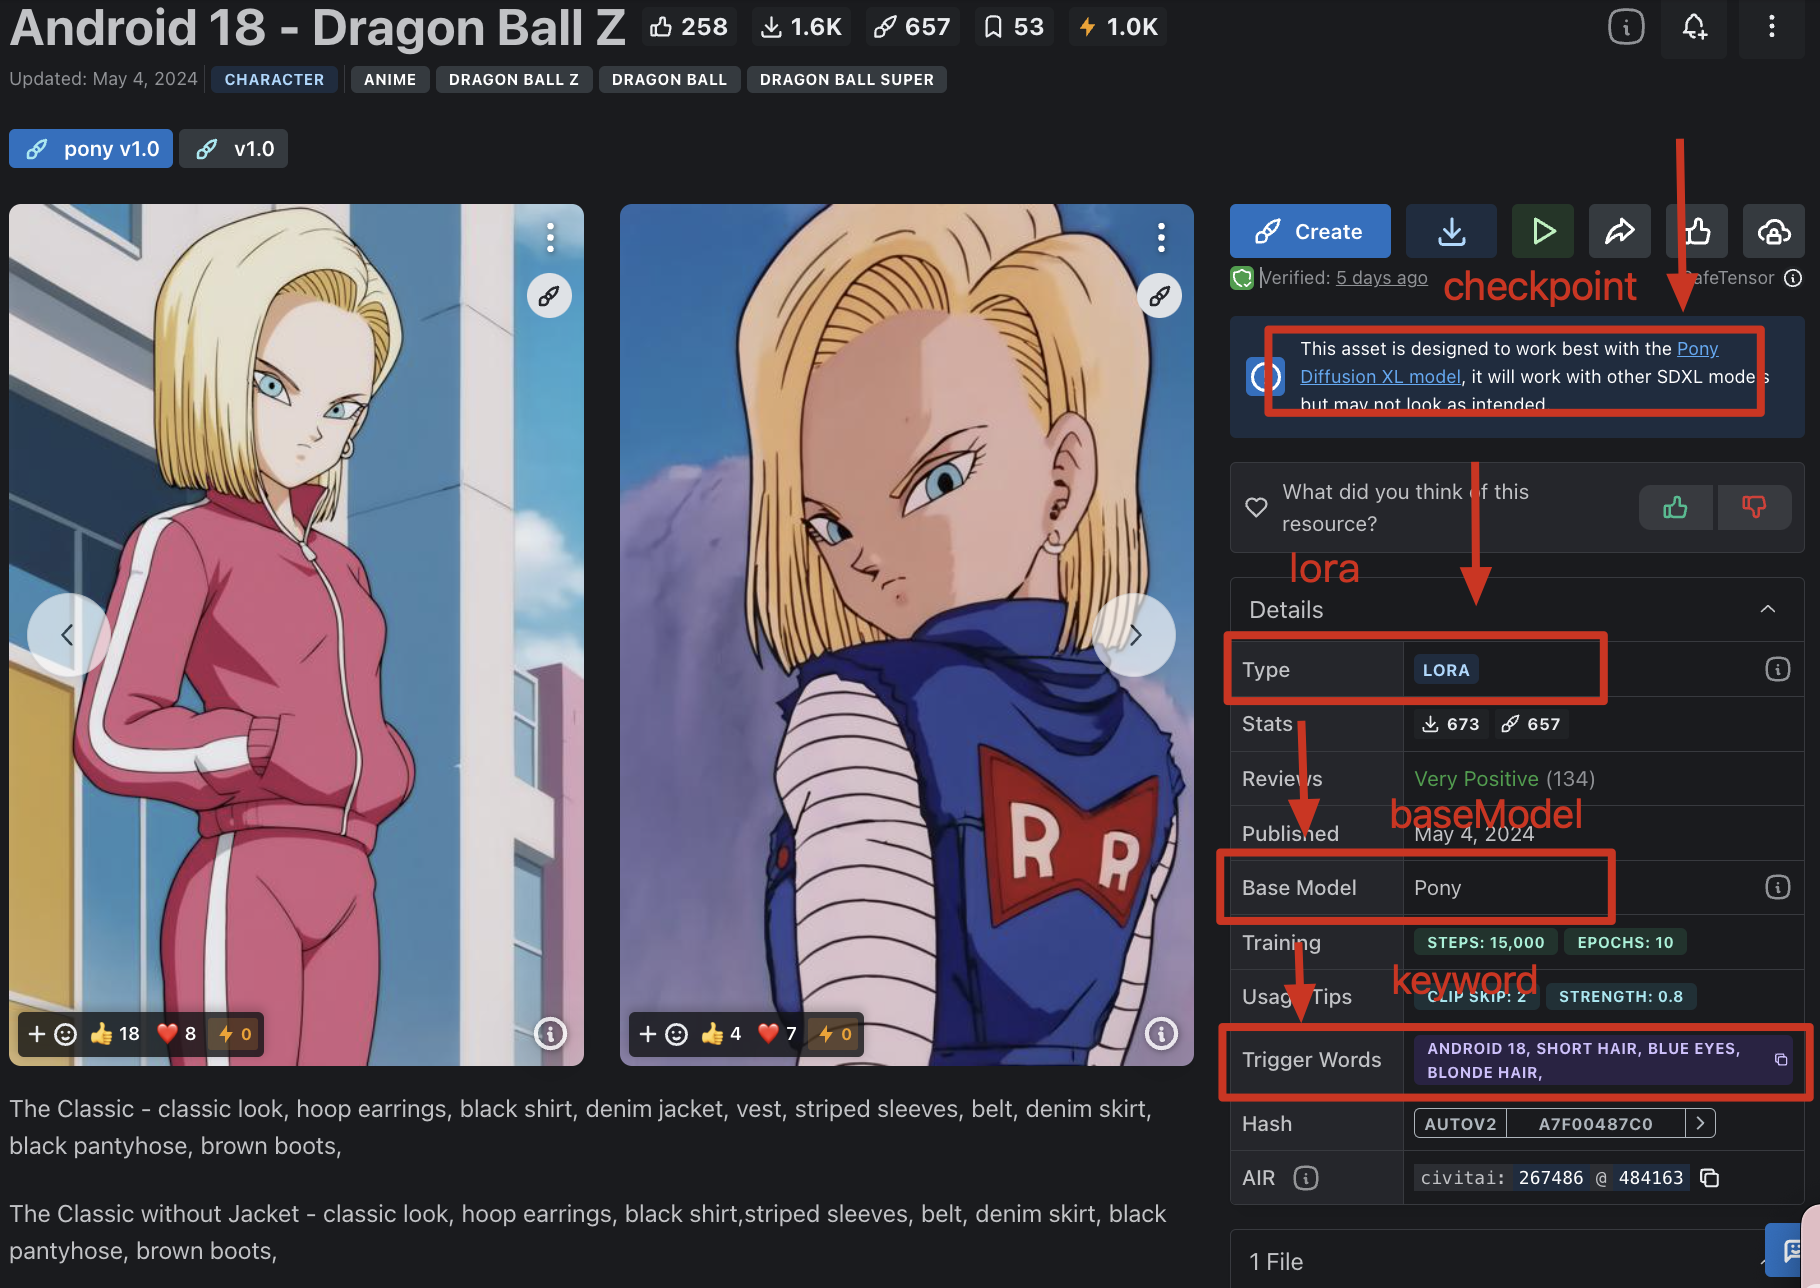 Android 18 - Dragon Ball Z 258 1.6K 657 53 1.0K
Updated: May 4, 2024 CHARACTER ANIME DRAGON BALL Z DRAGON BALL DRAGON BALL SUPER
pony v1.0 v1.0
Create
Verified: 5 days ago checkpoint afeTensor
This asset is designed to work best with the Pony
Diffusion XL model, it will work with other SDXL models
but may not look as intended
What did you think of this
resource?
lora
Details
Type LORA
Stats 673 657
Reviews Very Positive (134)
baseModel
Published May 4, 2024
R R
Base Model Pony
Training STEPS: 15,000 EPOCHS: 10
keyword
Usage Tips CLIP SKIP: 2 STRENGTH: 0.8
+ 18 8 0
+ 4 7 0
Trigger Words ANDROID 18, SHORT HAIR, BLUE EYES,
BLONDE HAIR,
Hash AUTOV2 A7F00487C0
AIR civitai: 267486 @ 484163
1 File
The Classic - classic look, hoop earrings, black shirt, denim jacket, vest, striped sleeves, belt, denim skirt,
black pantyhose, brown boots,
The Classic without Jacket - classic look, hoop earrings, black shirt,striped sleeves, belt, denim skirt, black
pantyhose, brown boots,